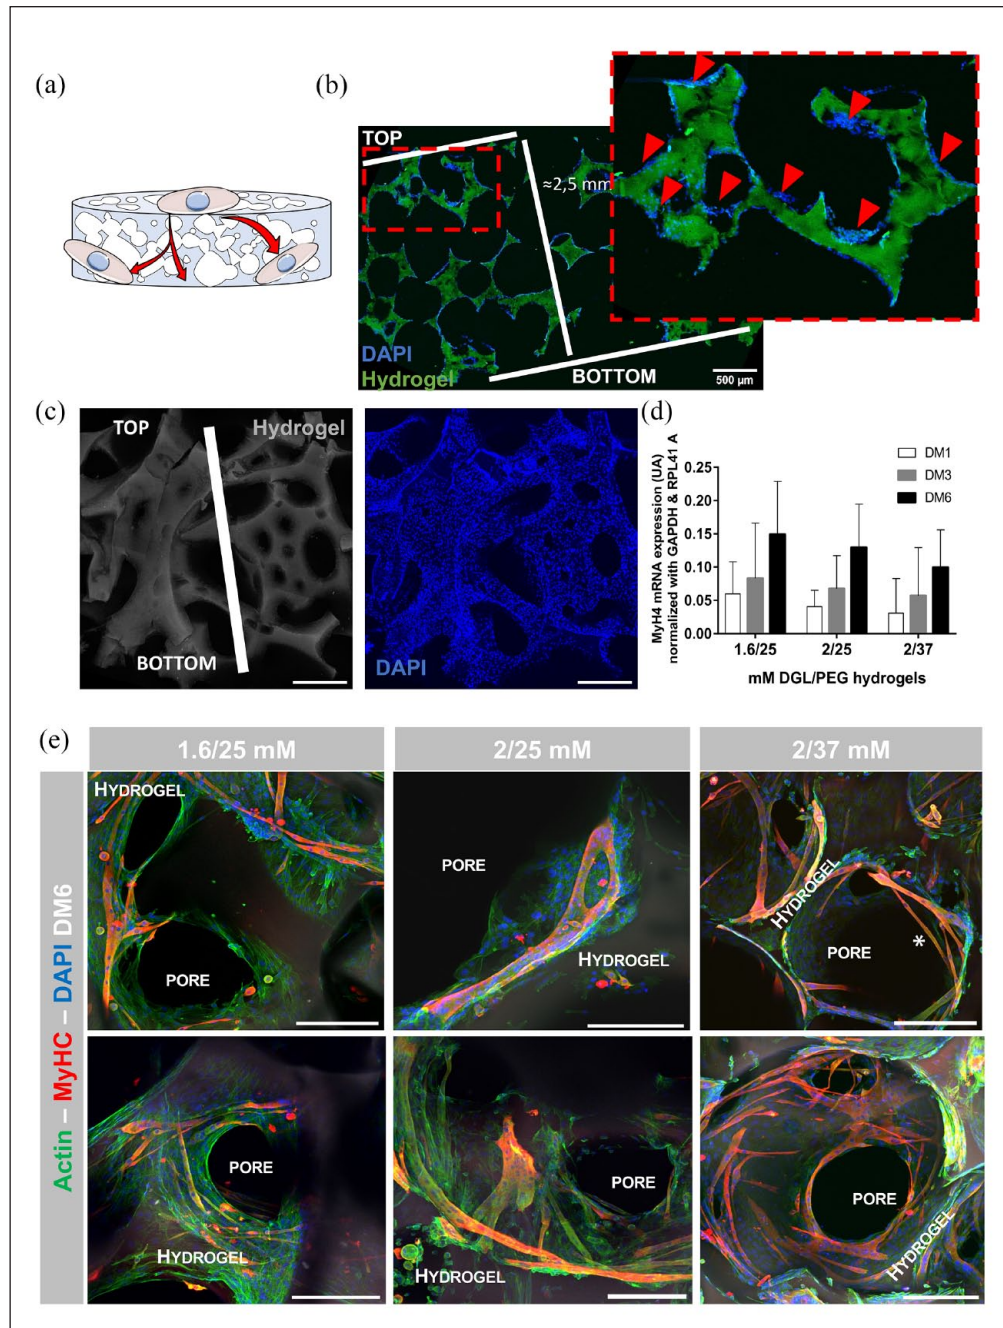 (a)
(b)
TOP
≈2,5 mm
DAPI
Hydrogel
BOTTOM
500 µm
(c)
TOP
Hydrogel
BOTTOM
DAPI
(d)
MyH4 mRNA expression (UA)
normalized with GAPDH & RPL41 A
0.25
0.20
0.15
0.10
0.05
0.00
DM1
DM3
DM6
1.6/25
2/25
2/37
mM DGL/PEG hydrogels
(e)
1.6/25 mM
2/25 mM
2/37 mM
Actin – MyHC – DAPI DM6
HYDROGEL
PORE
PORE
HYDROGEL
HYDROGEL
PORE
*
PORE
HYDROGEL
PORE
HYDROGEL
PORE
HYDROGEL